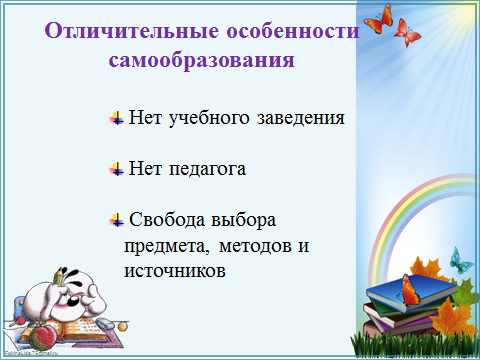 Отличительные особенности
самообразования
Нет учебного заведения
Нет педагога
Свобода выбора
предмета, методов и
источников